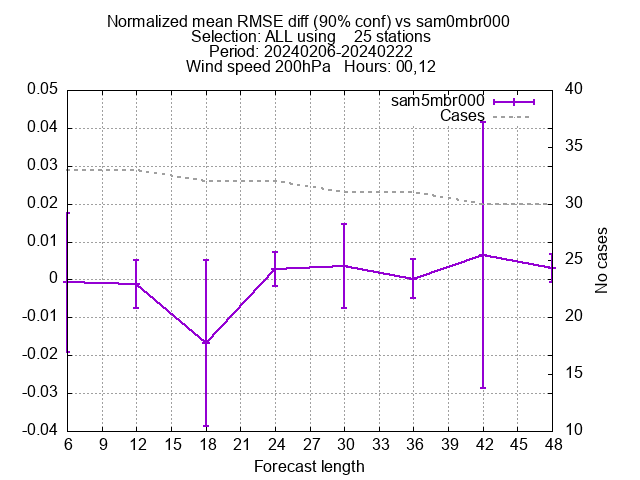 Normalized mean RMSE diff (90% conf) vs sam0mbr000
Selection: ALL using    25 stations
Period: 20240206-20240222
Wind speed 200hPa   Hours: 00,12
sam5mbr000
Cases
0.05
0.04
0.03
0.02
0.01
0
-0.01
-0.02
-0.03
-0.04
40
35
30
25
20
15
10
No cases
6 9 12 15 18 21 24 27 30 33 36 39 42 45 48
Forecast length